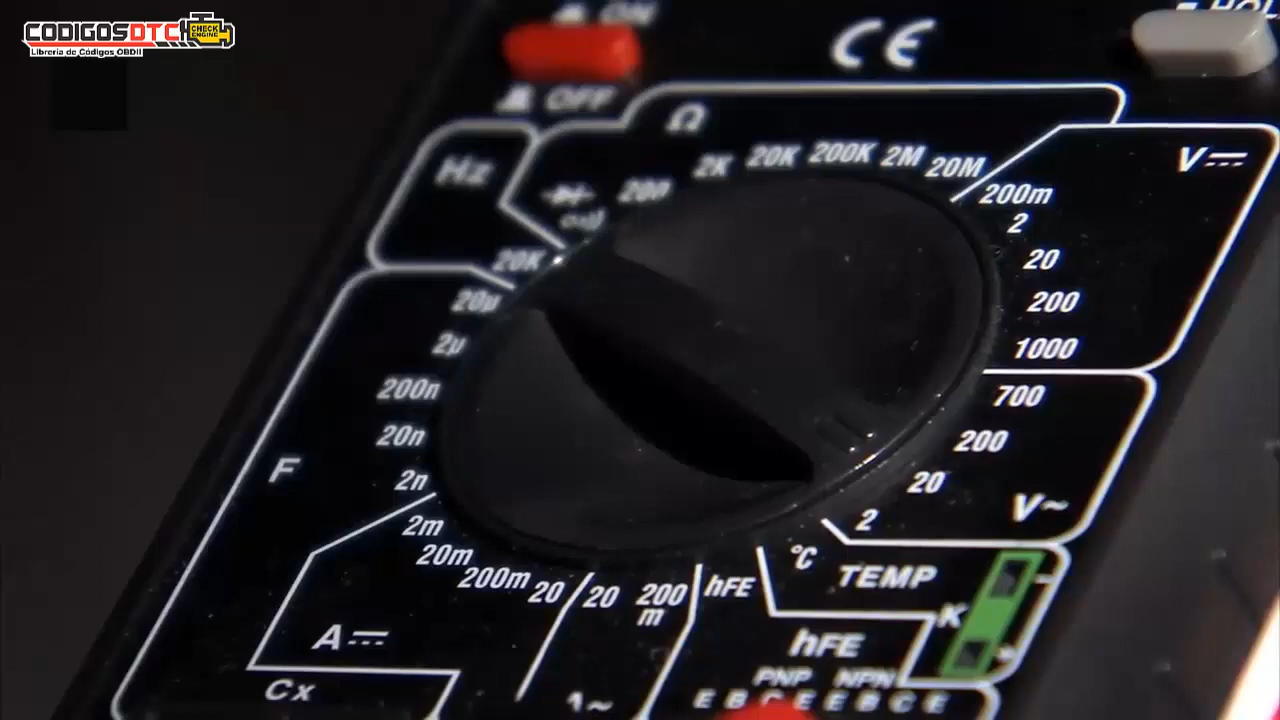 CODIGOSDTC
CHECK ENGINE
Librería de Códigos OBDII
ON
HOL
CE
OFF
Ω
Hz
200
2K
20K
200K
2M
20M
V
200m
2
20
200
1000
20K
20µ
2µ
200n
20n
2n
F
700
200
20
2
V~
2m
20m
200m
20
20
200
m
hFE
A
Cx
°C
TEMP
K
hFE
PNP NPN
E B C E E B C E